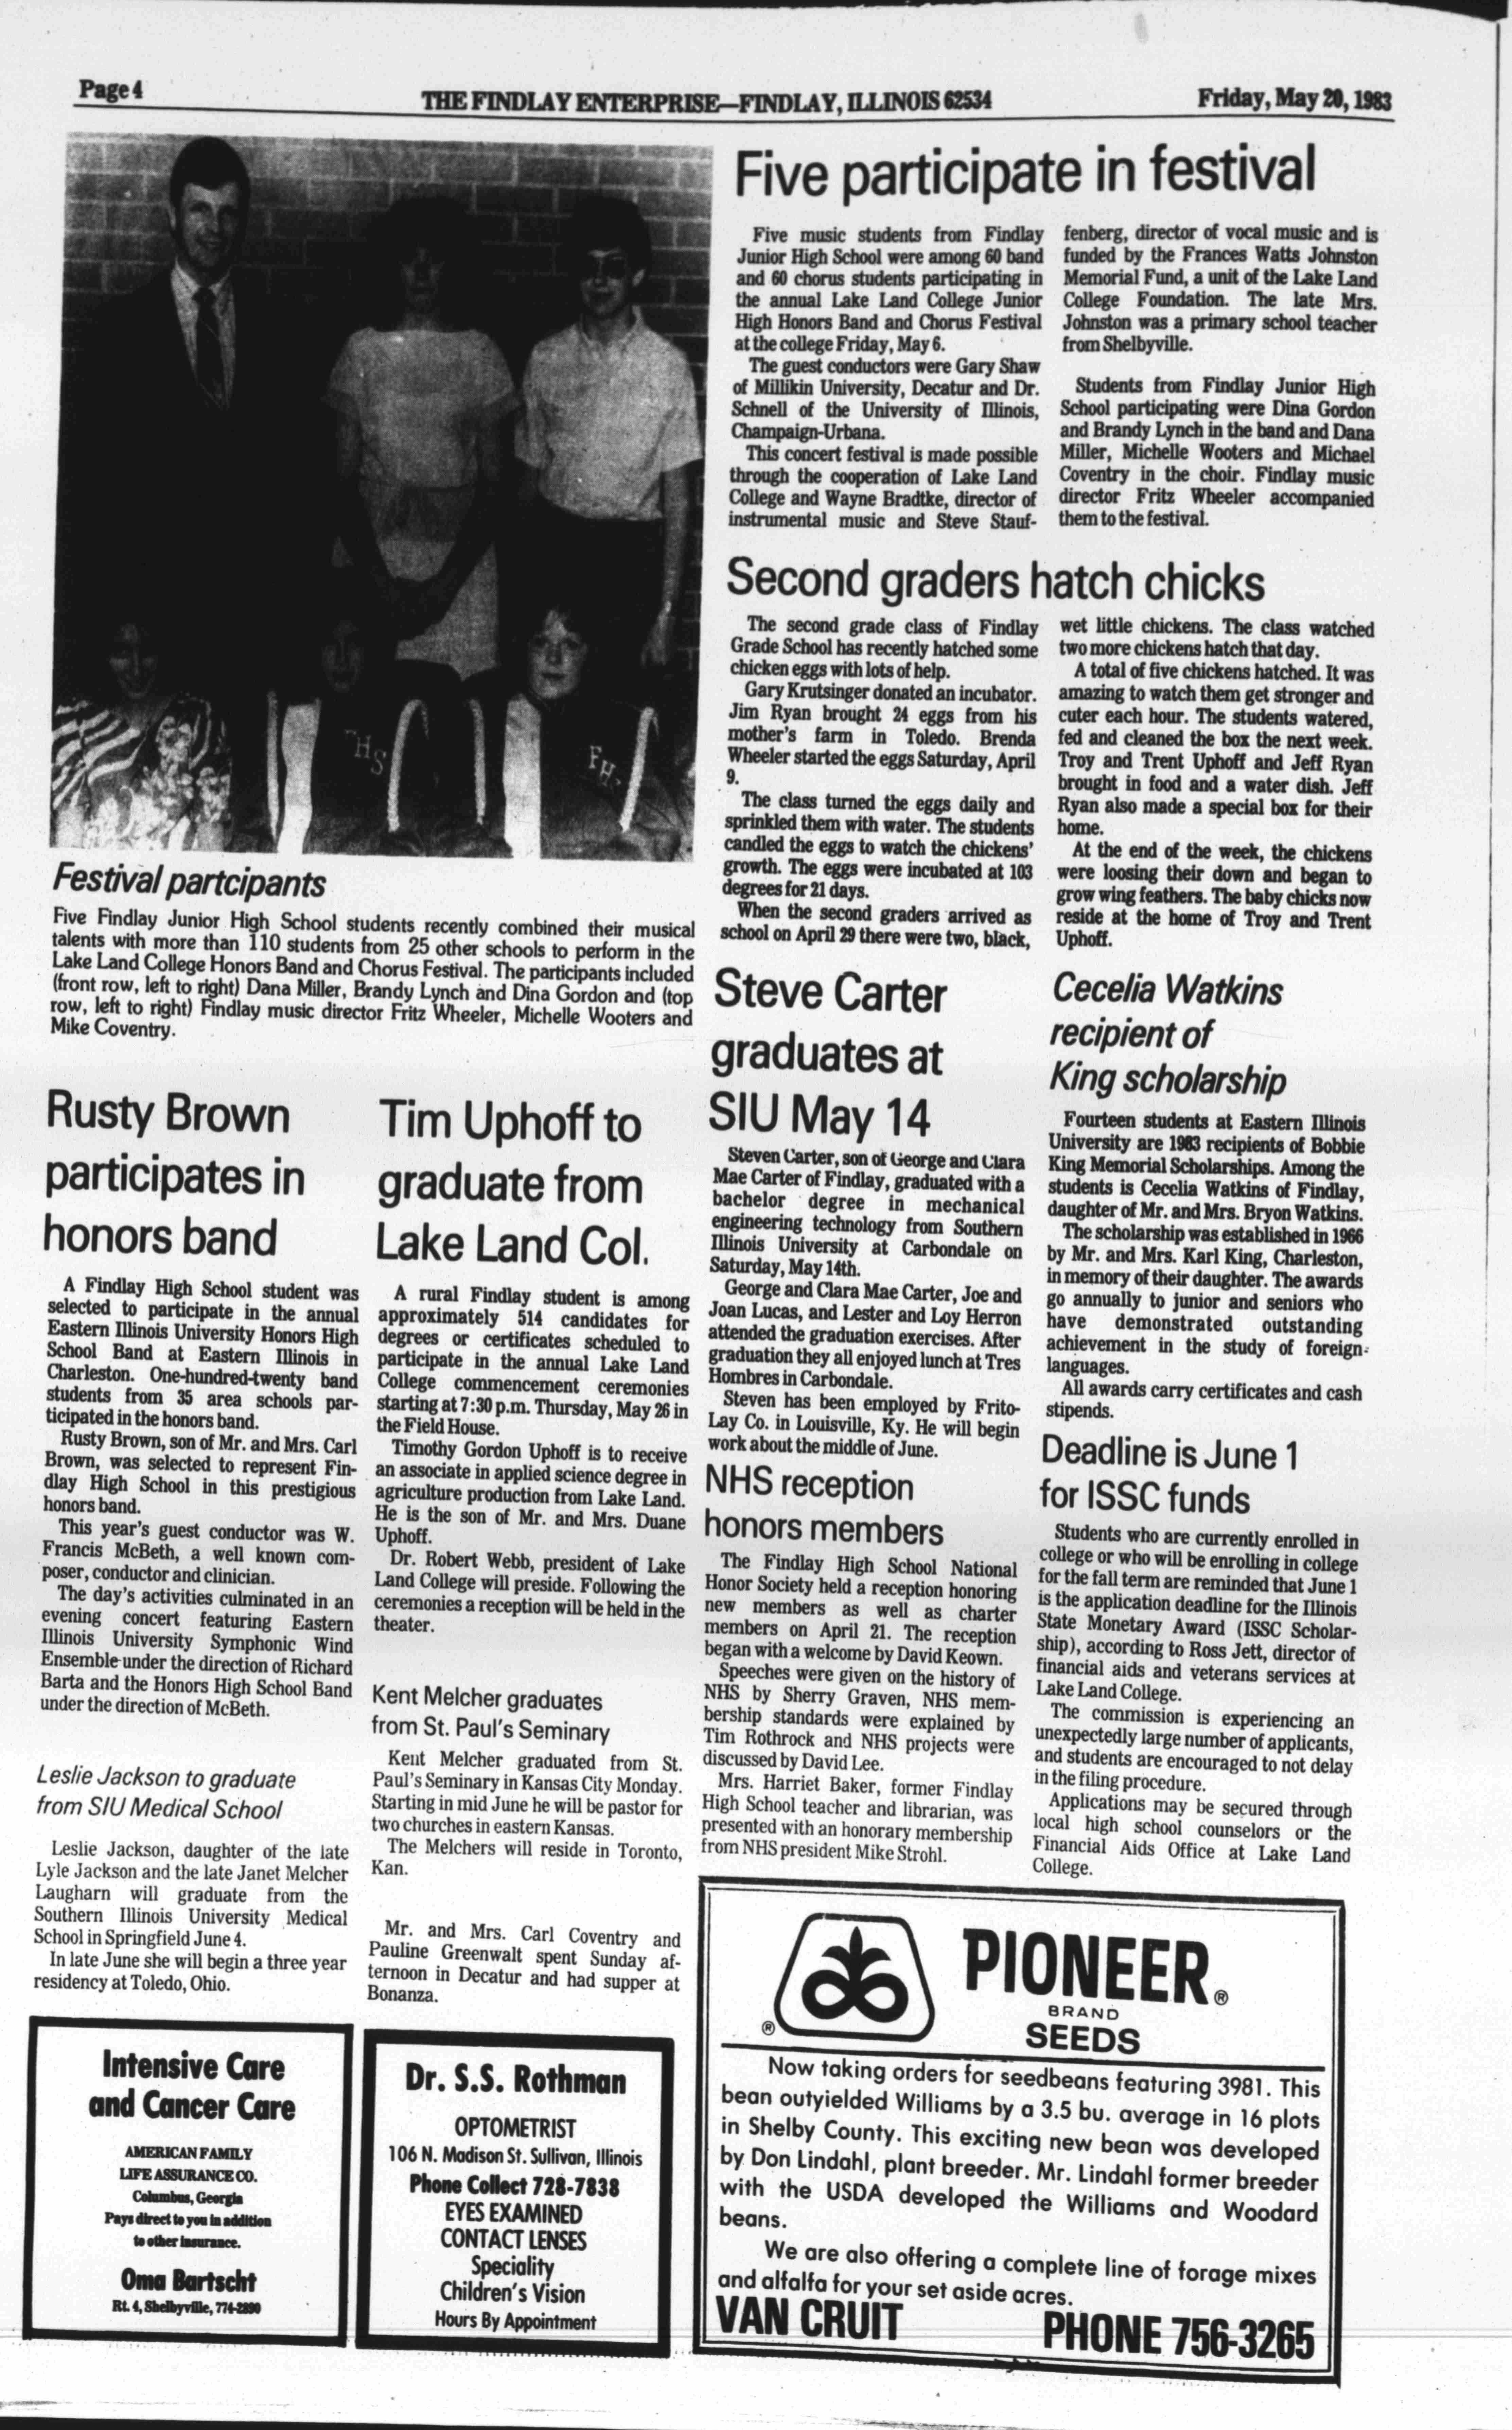 Page 4
THE FINDLAY ENTERPRISE—FINDLAY, ILLINOIS 62534
Friday, May 20, 1983
HS
FH
Festival partcipants
Five Findlay Junior High School students recently combined their musical
talents with more than 110 students from 25 other schools to perform in the
Lake Land College Honors Band and Chorus Festival. The participants included
(front row, left to right) Dana Miller, Brandy Lynch and Dina Gordon and (top
row, left to right) Findlay music director Fritz Wheeler, Michelle Wooters and
Mike Coventry.
Five participate in festival
Five music students from Findlay
Junior High School were among 60 band
and 60 chorus students participating in
the annual Lake Land College Junior
High Honors Band and Chorus Festival
at the college Friday, May 6.
The guest conductors were Gary Shaw
of Millikin University, Decatur and Dr.
Schnell of the University of Illinois,
Champaign-Urbana.
This concert festival is made possible
through the cooperation of Lake Land
College and Wayne Bradtke, director of
instrumental music and Steve Stauf-
fenberg, director of vocal music and is
funded by the Frances Watts Johnston
Memorial Fund, a unit of the Lake Land
College Foundation. The late Mrs.
Johnston was a primary school teacher
from Shelbyville.
Students from Findlay Junior High
School participating were Dina Gordon
and Brandy Lynch in the band and Dana
Miller, Michelle Wooters and Michael
Coventry in the choir. Findlay music
director Fritz Wheeler accompanied
them to the festival.
Second graders hatch chicks
The second grade class of Findlay
Grade School has recently hatched some
chicken eggs with lots of help.
Gary Krutsinger donated an incubator.
Jim Ryan brought 24 eggs from his
mother's farm in Toledo. Brenda
Wheeler started the eggs Saturday, April
9.
The class turned the eggs daily and
sprinkled them with water. The students
candled the eggs to watch the chickens'
growth. The eggs were incubated at 103
degrees for 21 days.
When the second graders arrived as
school on April 29 there were two, black,
wet little chickens. The class watched
two more chickens hatch that day.
A total of five chickens hatched. It was
amazing to watch them get stronger and
cuter each hour. The students watered,
fed and cleaned the box the next week.
Troy and Trent Uphoff and Jeff Ryan
brought in food and a water dish. Jeff
Ryan also made a special box for their
home.
At the end of the week, the chickens
were loosing their down and began to
grow wing feathers. The baby chicks now
reside at the home of Troy and Trent
Uphoff.
Rusty Brown
participates in
honors band
A Findlay High School student was
selected to participate in the annual
Eastern Illinois University Honors High
School Band at Eastern Illinois in
Charleston. One-hundred-twenty band
students from 35 area schools par-
ticipated in the honors band.
Rusty Brown, son of Mr. and Mrs. Carl
Brown, was selected to represent Fin-
dlay High School in this prestigious
honors band.
This year's guest conductor was W.
Francis McBeth, a well known com-
poser, conductor and clinician.
The day's activities culminated in an
evening concert featuring Eastern
Illinois University Symphonic Wind
Ensemble under the direction of Richard
Barta and the Honors High School Band
under the direction of McBeth.
Leslie Jackson to graduate
from SIU Medical School
Leslie Jackson, daughter of the late
Lyle Jackson and the late Janet Melcher
Laugharn will graduate from the
Southern Illinois University Medical
School in Springfield June 4.
In late June she will begin a three year
residency at Toledo, Ohio.
Tim Uphoff to
graduate from
Lake Land Col.
A rural Findlay student is among
approximately 514 candidates for
degrees or certificates scheduled to
participate in the annual Lake Land
College commencement ceremonies
starting at 7:30 p.m. Thursday, May 26 in
the Field House.
Timothy Gordon Uphoff is to receive
an associate in applied science degree in
agriculture production from Lake Land.
He is the son of Mr. and Mrs. Duane
Uphoff.
Dr. Robert Webb, president of Lake
Land College will preside. Following the
ceremonies a reception will be held in the
theater.
Kent Melcher graduates
from St. Paul's Seminary
Kent Melcher graduated from St.
Paul's Seminary in Kansas City Monday.
Starting in mid June he will be pastor for
two churches in eastern Kansas.
The Melchers will reside in Toronto,
Kan.
Mr. and Mrs. Carl Coventry and
Pauline Greenwalt spent Sunday af-
ternoon in Decatur and had supper at
Bonanza.
Steve Carter
graduates at
SIU May 14
Steven Carter, son of George and Clara
Mae Carter of Findlay, graduated with a
bachelor degree in mechanical
engineering technology from Southern
Illinois University at Carbondale on
Saturday, May 14th.
George and Clara Mae Carter, Joe and
Joan Lucas, and Lester and Loy Herron
attended the graduation exercises. After
graduation they all enjoyed lunch at Tres
Hombres in Carbondale.
Steven has been employed by Frito-
Lay Co. in Louisville, Ky. He will begin
work about the middle of June.
NHS reception
honors members
The Findlay High School National
Honor Society held a reception honoring
new members as well as charter
members on April 21. The reception
began with a welcome by David Keown.
Speeches were given on the history of
NHS by Sherry Graven, NHS mem-
bership standards were explained by
Tim Rothrock and NHS projects were
discussed by David Lee.
Mrs. Harriet Baker, former Findlay
High School teacher and librarian, was
presented with an honorary membership
from NHS president Mike Strohl.
Cecelia Watkins
recipient of
King scholarship
Fourteen students at Eastern Illinois
University are 1983 recipients of Bobbie
King Memorial Scholarships. Among the
students is Cecelia Watkins of Findlay,
daughter of Mr. and Mrs. Bryon Watkins.
The scholarship was established in 1966
by Mr. and Mrs. Karl King, Charleston,
in memory of their daughter. The awards
go annually to junior and seniors who
have demonstrated outstanding
achievement in the study of foreign
languages.
All awards carry certificates and cash
stipends.
Deadline is June 1
for ISSC funds
Students who are currently enrolled in
college or who will be enrolling in college
for the fall term are reminded that June 1
is the application deadline for the Illinois
State Monetary Award (ISSC Scholar-
ship), according to Ross Jett, director of
financial aids and veterans services at
Lake Land College.
The commission is experiencing an
unexpectedly large number of applicants,
and students are encouraged to not delay
in the filing procedure.
Applications may be secured through
local high school counselors or the
Financial Aids Office at Lake Land
College.
Intensive Care
and Cancer Care
AMERICAN FAMILY
LIFE ASSURANCE CO.
Columbus, Georgia
Pays direct to you in addition
to other insurance.
Oma Bartscht
Rt. 4, Shelbyville, 774-2890
Dr. S.S. Rothman
OPTOMETRIST
106 N. Madison St. Sullivan, Illinois
Phone Collect 728-7838
EYES EXAMINED
CONTACT LENSES
Speciality
Children's Vision
Hours By Appointment
®
PIONEER®
BRAND
SEEDS
Now taking orders for seedbeans featuring 3981. This
bean outyielded Williams by a 3.5 bu. average in 16 plots
in Shelby County. This exciting new bean was developed
by Don Lindahl, plant breeder. Mr. Lindahl former breeder
with the USDA developed the Williams and Woodard
beans.
We are also offering a complete line of forage mixes
and alfalfa for your set aside acres.
VAN CRUIT
PHONE 756-3265